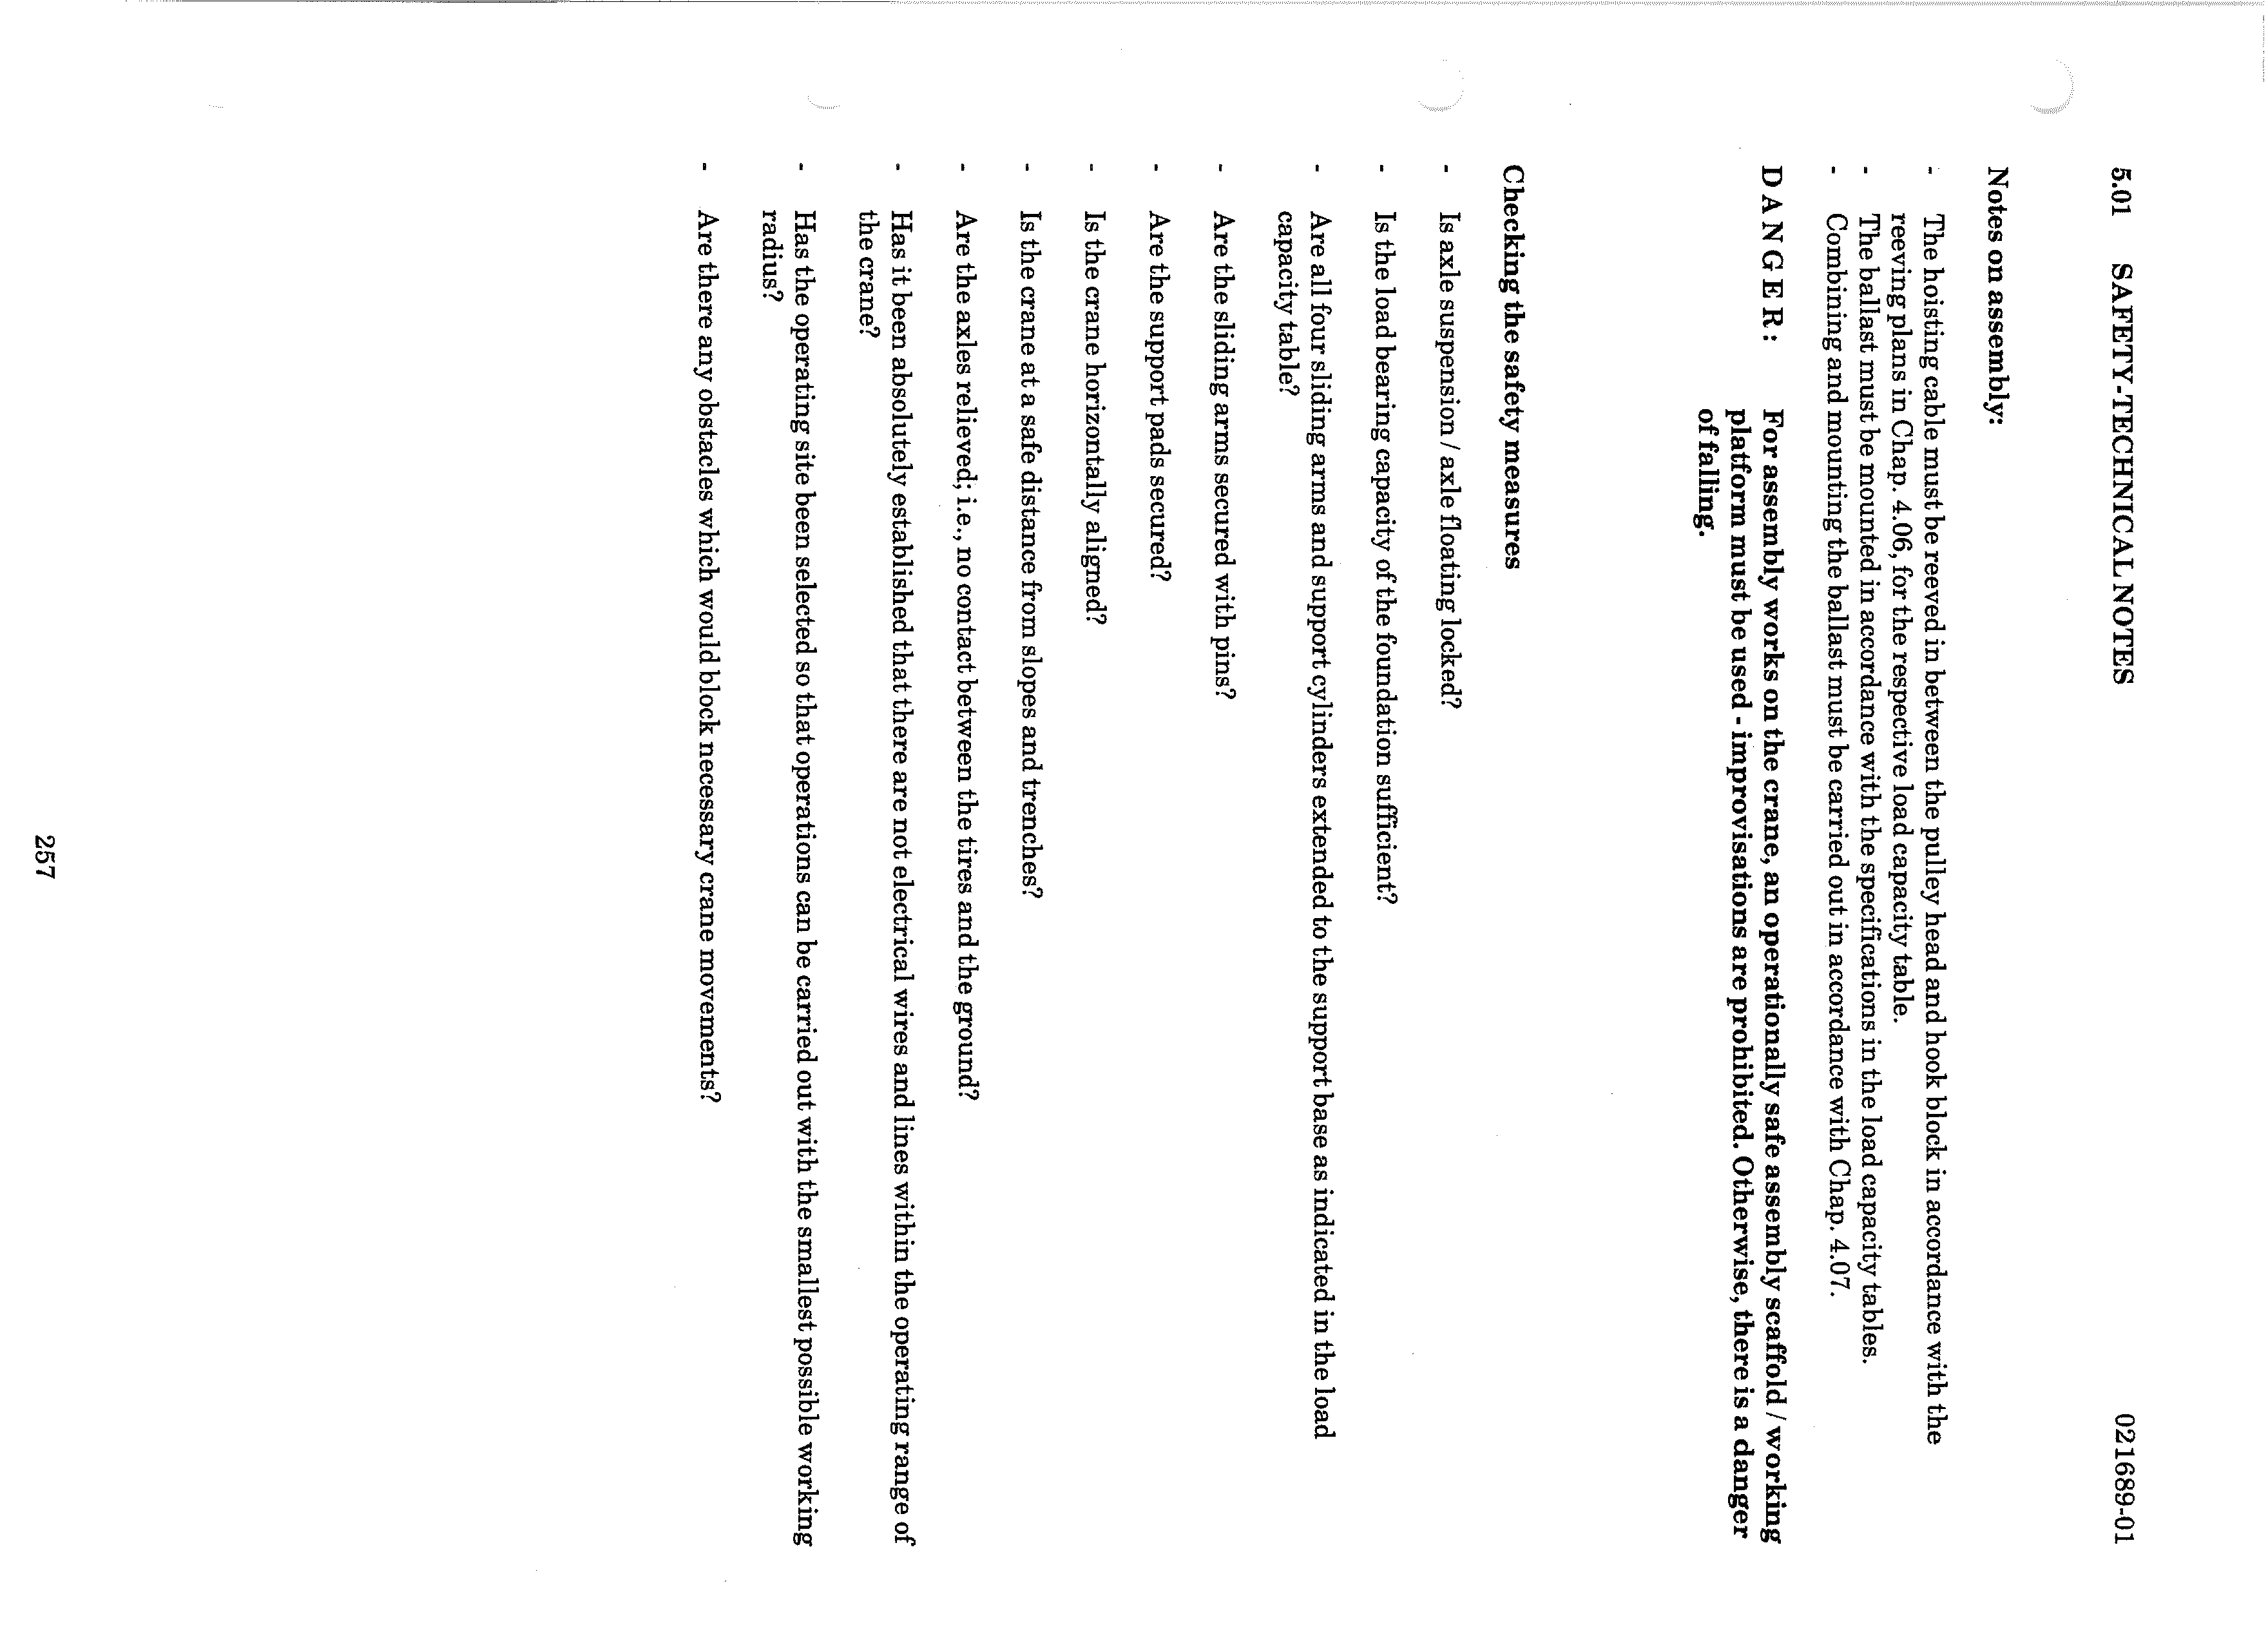 5.01 SAFETY-TECHNICAL NOTES 021689-01
Notes on assembly:
- The hoisting cable must be reeved in between the pulley head and hook block in accordance with the
reeving plans in Chap. 4.06, for the respective load capacity table.
- The ballast must be mounted in accordance with the specifications in the load capacity tables.
- Combining and mounting the ballast must be carried out in accordance with Chap. 4.07.
DANGER: For assembly works on the crane, an operationally safe assembly scaffold / working
platform must be used - improvisations are prohibited. Otherwise, there is a danger
of falling.
Checking the safety measures
- Is axle suspension / axle floating locked?
- Is the load bearing capacity of the foundation sufficient?
- Are all four sliding arms and support cylinders extended to the support base as indicated in the load
capacity table?
- Are the sliding arms secured with pins?
- Are the support pads secured?
- Is the crane horizontally aligned?
- Is the crane at a safe distance from slopes and trenches?
- Are the axles relieved; i.e., no contact between the tires and the ground?
- Has it been absolutely established that there are not electrical wires and lines within the operating range of
the crane?
- Has the operating site been selected so that operations can be carried out with the smallest possible working
radius?
- Are there any obstacles which would block necessary crane movements?
257